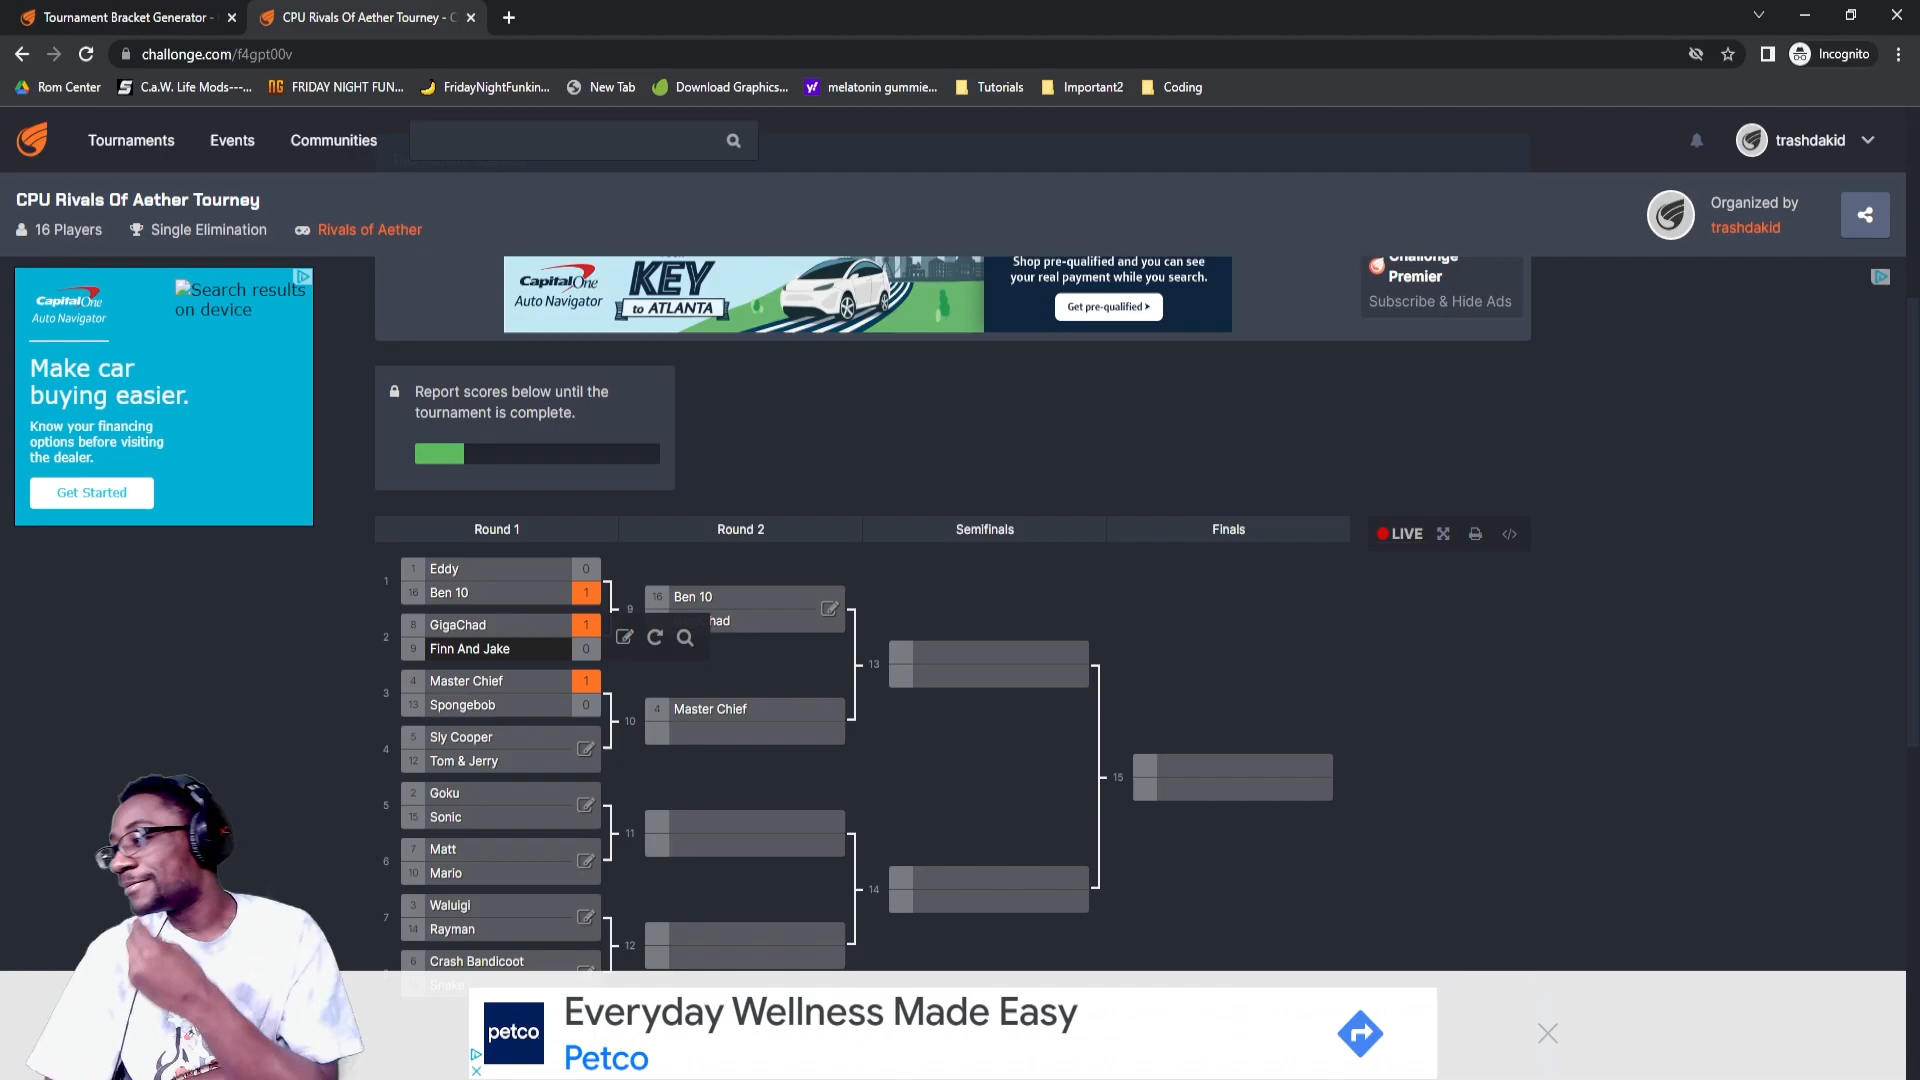 Tournament Bracket Generator -
CPU Rivals Of Aether Tourney - C
challonge.com/f4gpt00v
Incognito
Rom Center
C.a.W. Life Mods---...
FRIDAY NIGHT FUN...
FridayNightFunkin...
New Tab
Download Graphics...
melatonin gummie...
Tutorials
Important2
Coding
Tournaments
Events
Communities
trashdakid
CPU Rivals Of Aether Tourney
16 Players
Single Elimination
Rivals of Aether
Organized by
trashdakid
CapitalOne
Auto Navigator
Search results
on device
Make car
buying easier.
Know your financing
options before visiting
the dealer.
Get Started
CapitalOne
Auto Navigator
KEY
to ATLANTA
Shop pre-qualified and you can see
your real payment while you search.
Get pre-qualified >
Challonge
Premier
Subscribe & Hide Ads
Report scores below until the
tournament is complete.
Round 1
Round 2
Semifinals
Finals
LIVE
1
1 Eddy 0
16 Ben 10 1
2
8 GigaChad 1
9 Finn And Jake 0
3
4 Master Chief 1
13 Spongebob 0
4
5 Sly Cooper
12 Tom & Jerry
5
2 Goku
15 Sonic
6
7 Matt
10 Mario
7
3 Waluigi
14 Rayman
6 Crash Bandicoot
Snake
9
16 Ben 10
had
10
4 Master Chief
11
12
13
14
15
petco
Everyday Wellness Made Easy
Petco